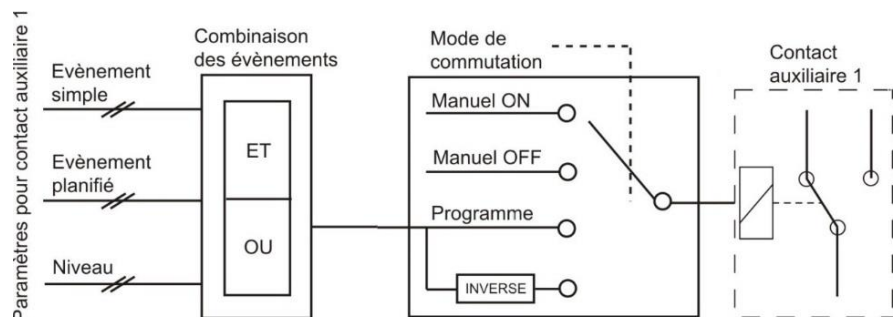 Paramètres pour contact auxiliaire 1
Evènement
simple
Evènement
planifié
Niveau
Combinaison
des évènements
ET
OU
Mode de
commutation
Manuel ON
Manuel OFF
Programme
INVERSE
Contact
auxiliaire 1